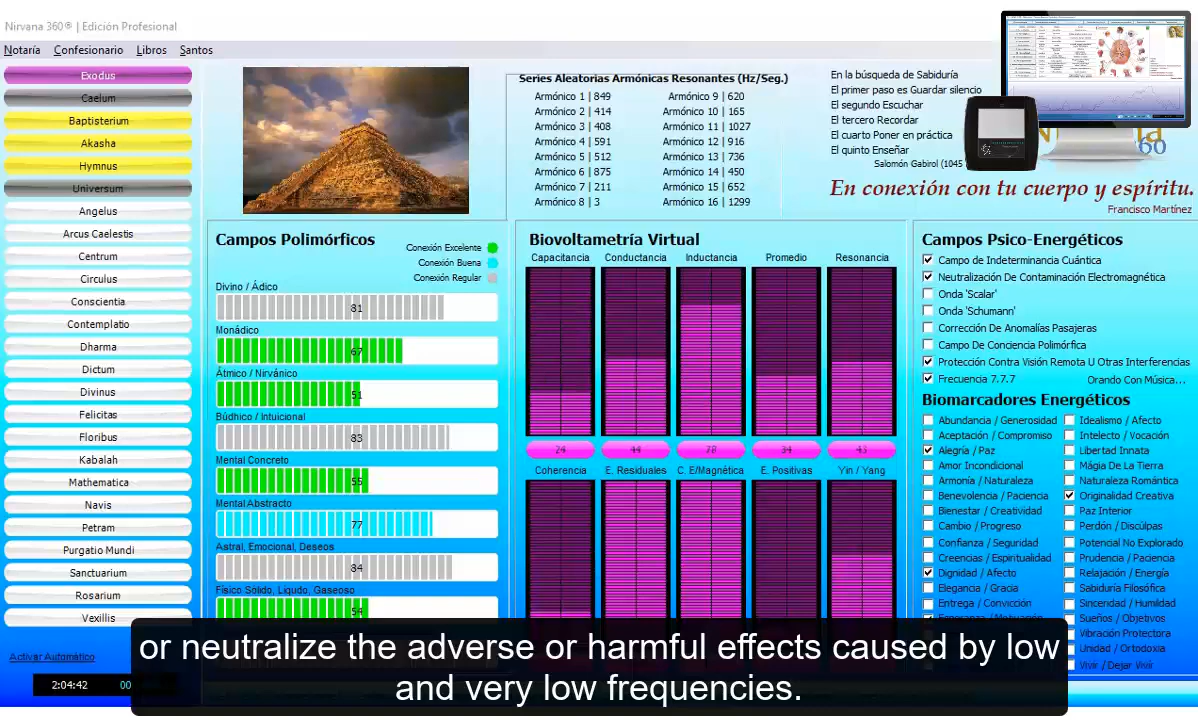 Nirvana 360® | Edición Profesional
Notaría Confesionario Libros Santos
Exodus
Caelum
Baptisterium
Akasha
Hymnus
Universum
Angelus
Arcus Caelestis
Centrum
Circulus
Conscientia
Contemplatio
Dharma
Dictum
Divinus
Felicitas
Floribus
Kabalah
Mathematica
Navis
Petram
Purgatio Mundi
Sanctuarium
Rosarium
Vexillis
Activar Automático
2:04:42 00
Series Aleatorias Armónicas Resonantes (Hz/Seg.)
Armónico 1 | 849 Armónico 9 | 620
Armónico 2 | 414 Armónico 10 | 165
Armónico 3 | 408 Armónico 11 | 1027
Armónico 4 | 591 Armónico 12 | 916
Armónico 5 | 512 Armónico 13 | 736
Armónico 6 | 875 Armónico 14 | 450
Armónico 7 | 211 Armónico 15 | 652
Armónico 8 | 3 Armónico 16 | 1299
En la búsqueda de Sabiduría
El primer paso es Guardar silencio
El segundo Escuchar
El tercero Recordar
El cuarto Poner en práctica
El quinto Enseñar
Salomón Gabirol (1045
En conexión con tu cuerpo y espíritu.
Francisco Martínez
Campos Polimórficos
Conexión Excelente
Conexión Buena
Conexión Regular
Divino / Ádico
81
Monádico
67
Átmico / Nirvánico
51
Búdhico / Intuicional
83
Mental Concreto
55
Mental Abstracto
77
Astral, Emocional, Deseos
84
Físico Sólido, Líqudo, Gaseoso
54
Biovoltametría Virtual
Capacitancia Conductancia Inductancia Promedio Resonancia
24 44 78 34 43
Coherencia E. Residuales C. E/Magnética E. Positivas Yin / Yang
Campos Psico-Energéticos
Campo de Indeterminancia Cuántica
Neutralización De Contaminación Electromagnética
Onda 'Scalar'
Onda 'Schumann'
Corrección De Anomalías Pasajeras
Campo De Conciencia Polimórfica
Protección Contra Visión Remota U Otras Interferencias
Frecuencia 7.7.7 Orando Con Música...
Biomarcadores Energéticos
Abundancia / Generosidad Idealismo / Afecto
Aceptación / Compromiso Intelecto / Vocación
Alegría / Paz Libertad Innata
Amor Incondicional Mágia De La Tierra
Armonía / Naturaleza Naturaleza Romántica
Benevolencia / Paciencia Originalidad Creativa
Bienestar / Creatividad Paz Interior
Cambio / Progreso Perdón / Discúlpas
Confianza / Seguridad Potencial No Explorado
Creencias / Espiritualidad Prudencia / Paciencia
Dignidad / Afecto Relajación / Energía
Elegancia / Gracia Sabiduria Filosófica
Entrega / Convicción Sinceridad / Humildad
Sueños / Objetivos
Vibración Protectora
Unidad / Ortodoxia
Vivir / Dejar Vivir
or neutralize the adverse or harmful effects caused by low
and very low frequencies.